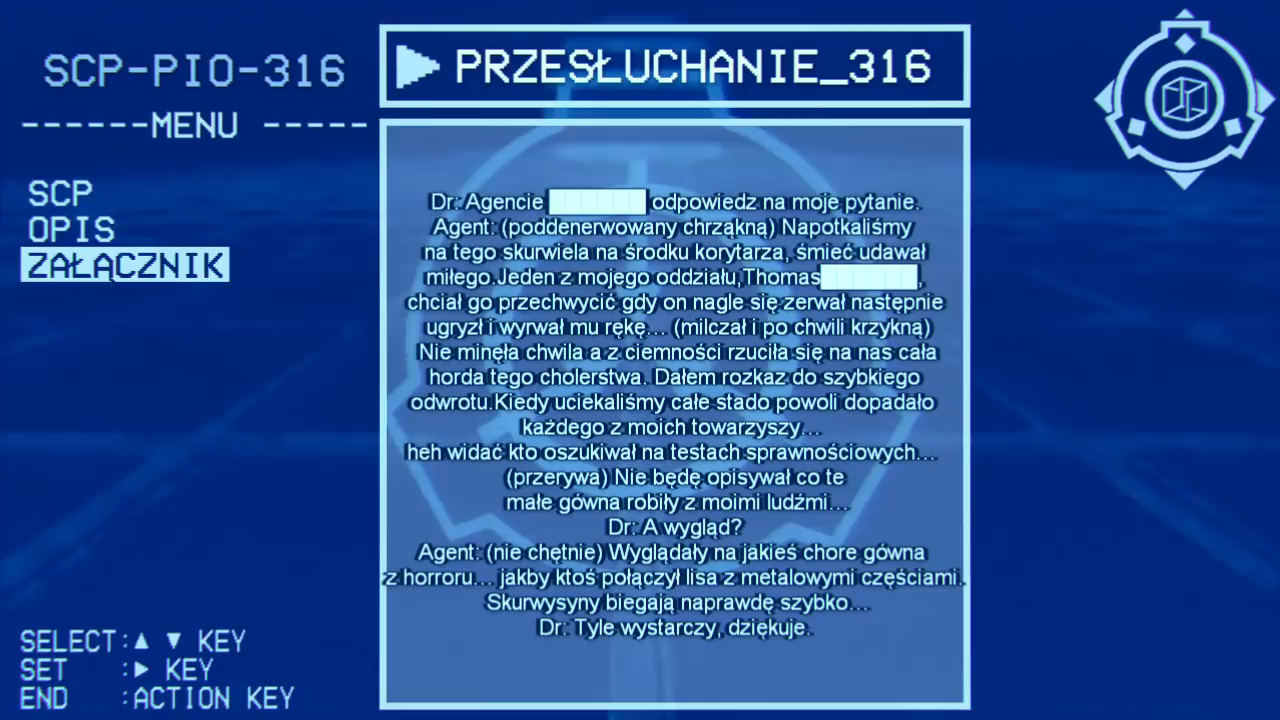 SCP-PIO-316
------MENU -----
SCP
OPIS
ZAŁĄCZNIK
PRZESŁUCHANIE_316
Dr: Agencie ██████ odpowiedz na moje pytanie.
Agent: (poddenerwowany chrząkną) Napotkaliśmy
na tego skurwiela na środku korytarza, śmieć udawał
miłego.Jeden z mojego oddziału,Thomas██████,
chciał go przechwycić gdy on nagle się zerwał następnie
ugryzł i wyrwał mu rękę... (milczał i po chwili krzykną)
Nie minęła chwila a z ciemności rzuciła się na nas cała
horda tego cholerstwa. Dałem rozkaz do szybkiego
odwrotu.Kiedy uciekaliśmy całe stado powoli dopadało
każdego z moich towarzyszy...
heh widać kto oszukiwał na testach sprawnościowych...
(przerywa) Nie będę opisywał co te
małe gówna robiły z moimi ludźmi...
Dr: A wygląd?
Agent: (nie chętnie) Wyglądały na jakieś chore gówna
z horroru... jakby ktoś połączył lisa z metalowymi częściami.
Skurwysyny biegają naprawdę szybko...
Dr: Tyle wystarczy, dziękuje.
SELECT:▲ ▼ KEY
SET :► KEY
END :ACTION KEY